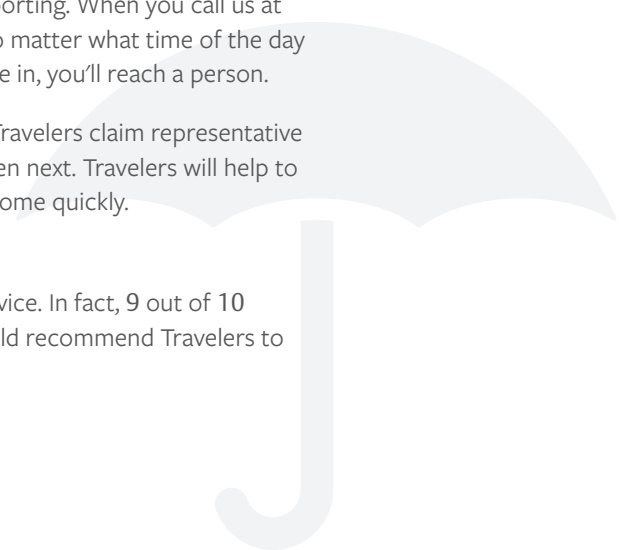 orting. When you call us at
matter what time of the day
e in, you'll reach a person.
Travelers claim representative
en next. Travelers will help to
ome quickly.
vice. In fact, 9 out of 10
ld recommend Travelers to